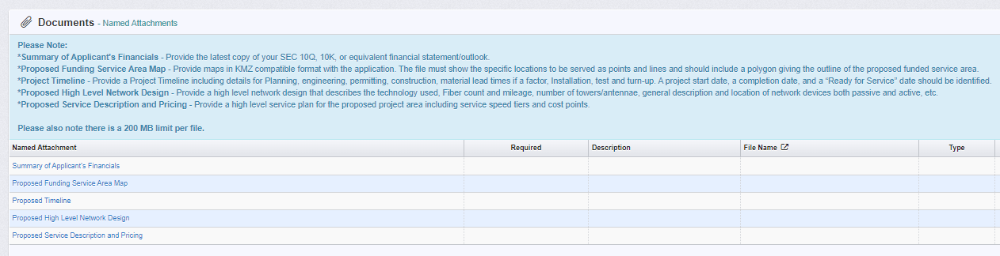 Documents - Named Attachments
Please Note:
*Summary of Applicant's Financials - Provide the latest copy of your SEC 10Q, 10K, or equivalent financial statement/outlook.
*Proposed Funding Service Area Map - Provide maps in KMZ compatible format with the application. The file must show the specific locations to be served as points and lines and should include a polygon giving the outline of the proposed funded service area.
*Project Timeline - Provide a Project Timeline including details for Planning, engineering, permitting, construction, material lead times if a factor, Installation, test and turn-up. A project start date, a completion date, and a “Ready for Service” date should be identified.
*Proposed High Level Network Design - Provide a high level network design that describes the technology used, Fiber count and mileage, number of towers/antennae, general description and location of network devices both passive and active, etc.
*Proposed Service Description and Pricing - Provide a high level service plan for the proposed project area including service speed tiers and cost points.
Please also note there is a 200 MB limit per file.
Named Attachment Required Description File Name Type
Summary of Applicant's Financials
Proposed Funding Service Area Map
Proposed Timeline
Proposed High Level Network Design
Proposed Service Description and Pricing